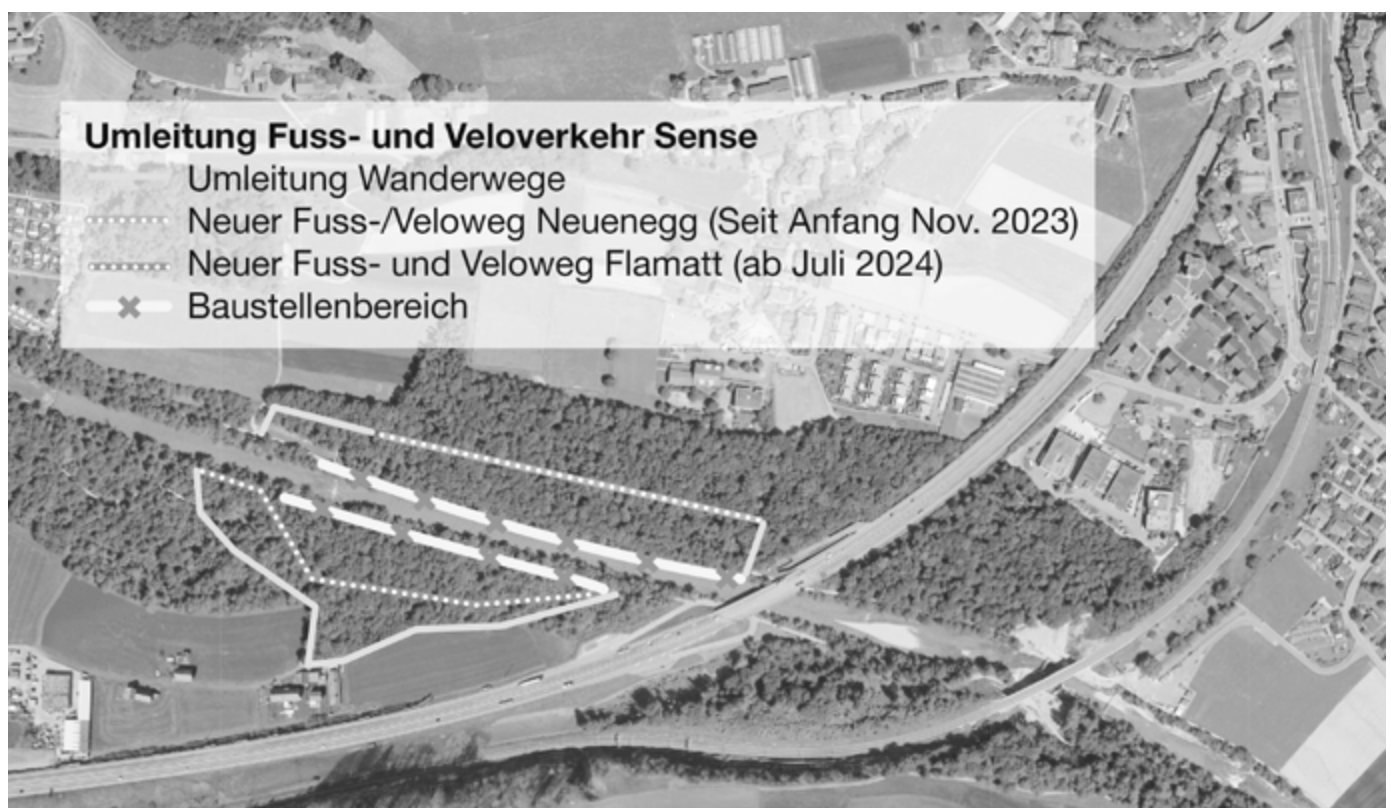 Umleitung Fuss- und Veloverkehr Sense
Umleitung Wanderwege
Neuer Fuss-/Veloweg Neuenegg (Seit Anfang Nov. 2023)
Neuer Fuss- und Veloweg Flamatt (ab Juli 2024)
Baustellenbereich